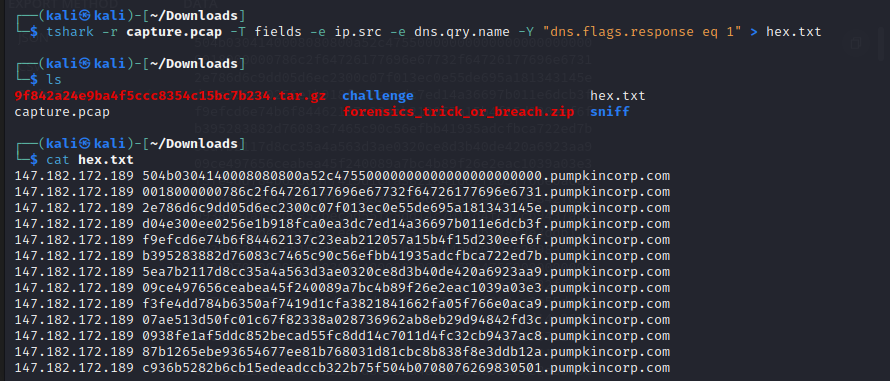 ┌──(kali㉿kali)-[~/Downloads]
└─$ tshark -r capture.pcap -T fields -e ip.src -e dns.qry.name -Y "dns.flags.response eq 1" > hex.txt
┌──(kali㉿kali)-[~/Downloads]
└─$ ls
9f842a24e9ba4f5ccc8354c15bc7b234.tar.gz challenge hex.txt
capture.pcap forensics_trick_or_breach.zip sniff
┌──(kali㉿kali)-[~/Downloads]
└─$ cat hex.txt
147.182.172.189 504b0304140008080800a52c47550000000000000000000000.pumpkincorp.com
147.182.172.189 0018000000786c2f64726177696e67732f64726177696e6731.pumpkincorp.com
147.182.172.189 2e786d6c9dd05d6ec2300c07f013ec0e55de695a181343145e.pumpkincorp.com
147.182.172.189 d04e300ee0256e1b918fca0ea3dc7ed14a36697b011e6dcb3f.pumpkincorp.com
147.182.172.189 f9efcd6e74b6f84462137c23eab212057a15b4f15d230eef6f.pumpkincorp.com
147.182.172.189 b395283882d76083c7465c90c56efbb41935adcfbca722ed7b.pumpkincorp.com
147.182.172.189 5ea7b2117d8cc35a4a563d3ae0320ce8d3b40de420a6923aa9.pumpkincorp.com
147.182.172.189 09ce497656ceabea45f240089a7bc4b89f26e2eac1039a03e3.pumpkincorp.com
147.182.172.189 f3fe4dd784b6350af7419d1cfa3821841662fa05f766e0aca9.pumpkincorp.com
147.182.172.189 07ae513d50fc01c67f82338a028736962ab8eb29d94842fd3c.pumpkincorp.com
147.182.172.189 0938fe1af5ddc852becad55fc8dd14c7011d4fc32cb9437ac8.pumpkincorp.com
147.182.172.189 87b1265ebe93654677ee81b768031d81cbc8b838f8e3ddb12a.pumpkincorp.com
147.182.172.189 c936b5282b6cb15edeadccb322b75f504b0708076269830501.pumpkincorp.com